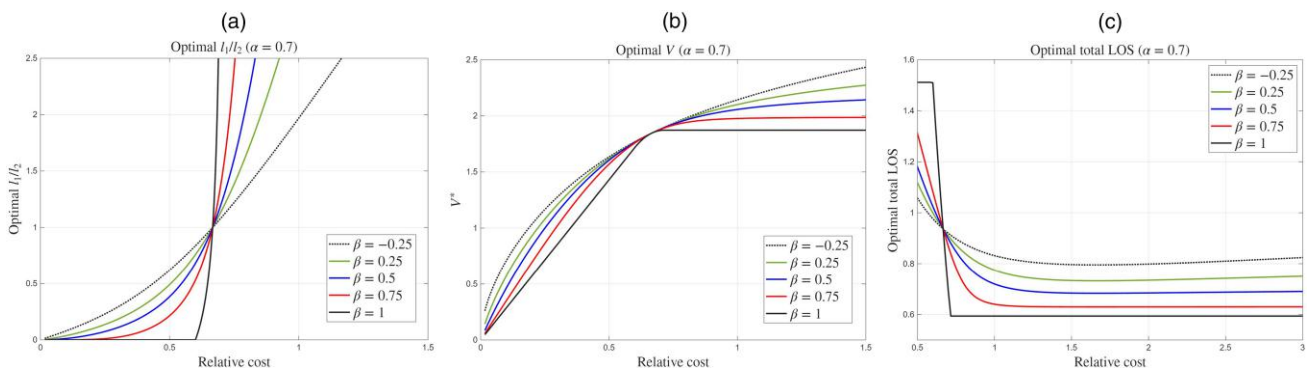 (a)
Optimal l₁/l₂ (α = 0.7)
2.5
2
1.5
1
0.5
0
0
0.5
1
1.5
Optimal l₁/l₂
Relative cost
β = −0.25
β = 0.25
β = 0.5
β = 0.75
β = 1
(b)
Optimal V (α = 0.7)
2.5
2
1.5
1
0.5
0
0
0.5
1
1.5
V*
Relative cost
β = −0.25
β = 0.25
β = 0.5
β = 0.75
β = 1
(c)
Optimal total LOS (α = 0.7)
1.6
1.4
1.2
1
0.8
0.6
0.5
1
1.5
2
2.5
3
Optimal total LOS
Relative cost
β = −0.25
β = 0.25
β = 0.5
β = 0.75
β = 1